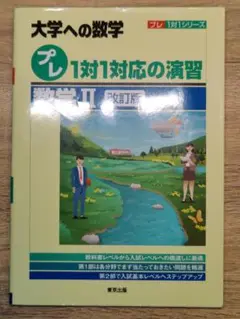 大学への数学
プレ 1対1シリーズ
プレ 1対1対応の演習
数学Ⅱ 改訂版
教科書レベルから入試レベルへの橋渡しに最適
第1部は各分野でまず当たっておきたい問題を精選
第2部で入試基本レベルへステップアップ
東京出版